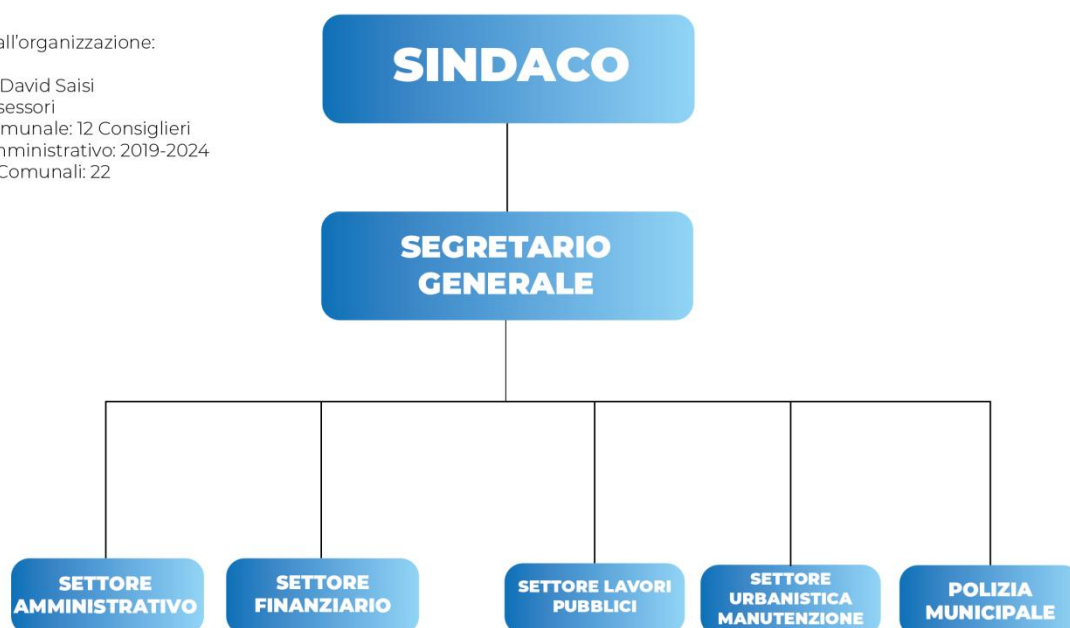 all'organizzazione:
David Saisi
sessori
munale: 12 Consiglieri
mministrativo: 2019-2024
Comunali: 22
SINDACO
SEGRETARIO
GENERALE
SETTORE
AMMINISTRATIVO
SETTORE
FINANZIARIO
SETTORE LAVORI
PUBBLICI
SETTORE
URBANISTICA
MANUTENZIONE
POLIZIA
MUNICIPALE